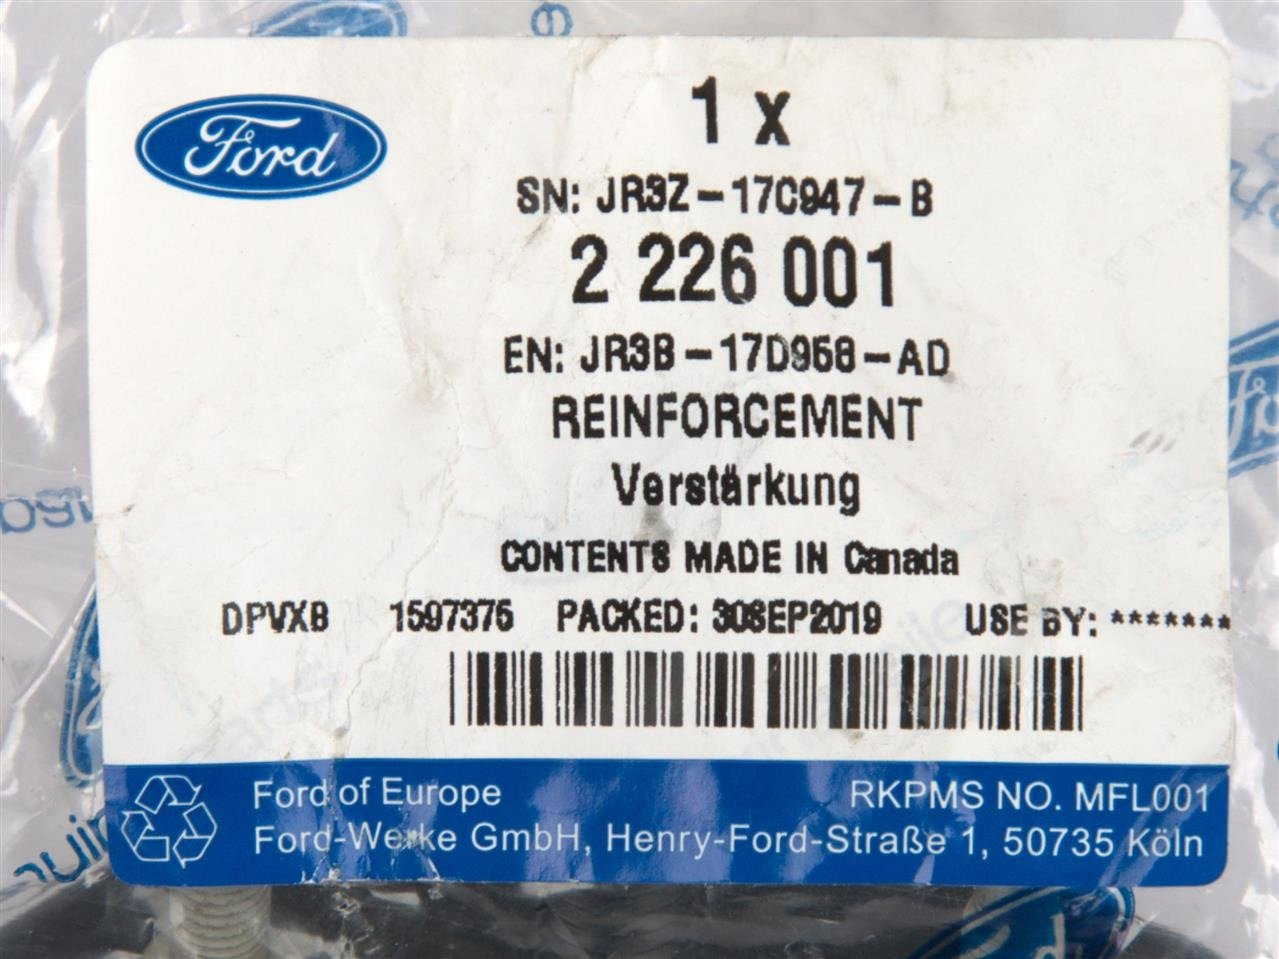 Ford
1 x
SN: JR3Z-17C947-B
2 226 001
EN: JR3B-17D958-AD
REINFORCEMENT
Verstärkung
CONTENTS MADE IN Canada
DPVXB 1597375 PACKED: 30SEP2019 USE BY: *******
Ford of Europe RKPMS NO. MFL001
Ford-Werke GmbH, Henry-Ford-Straße 1, 50735 Köln